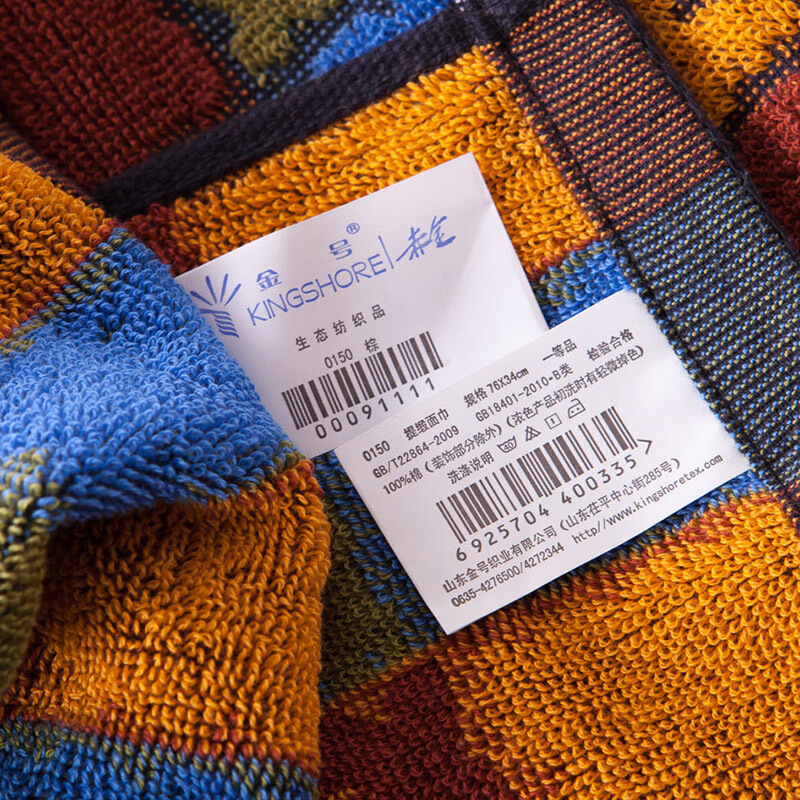 金号®
KINGSHORE
生态纺织品
0150 棕
00091111
0150 提缎面巾 规格 76X34cm 一等品 检验合格
GB/T22864-2009 GB18401-2010-B类
100%棉 (装饰部分除外) (浓色产品初洗时有轻微掉色)
洗涤说明
6925704 400335
山东金号织业有限公司 (山东茌平中心街285号)
0635-4276500/4272344 http//www.kingshoretex.com